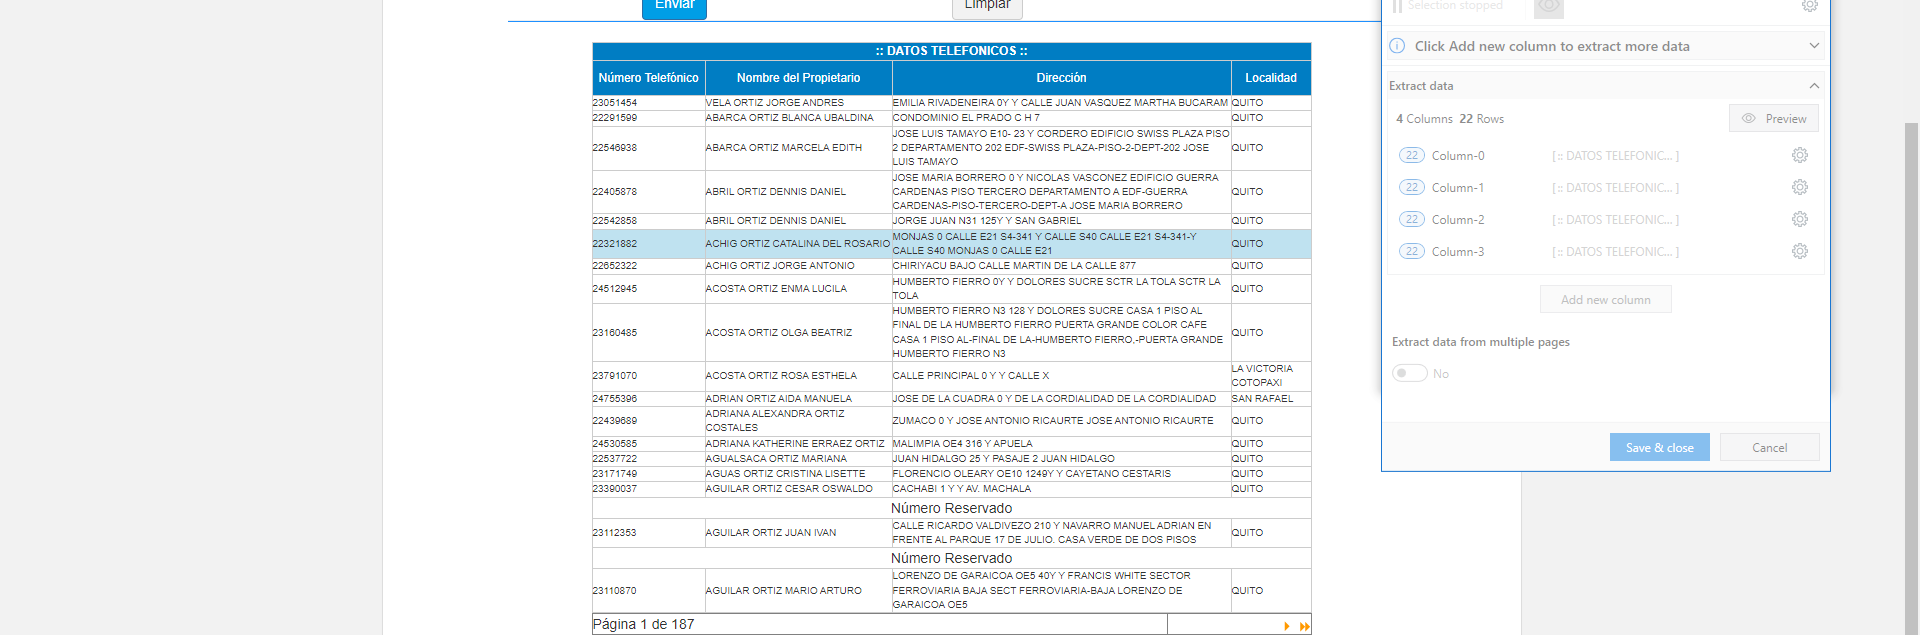 Enviar
Limpiar
Selection stopped
Click Add new column to extract more data
Extract data
4 Columns 22 Rows
Preview
22 Column-0 [ :: DATOS TELEFONIC... ]
22 Column-1 [ :: DATOS TELEFONIC... ]
22 Column-2 [ :: DATOS TELEFONIC... ]
22 Column-3 [ :: DATOS TELEFONIC... ]
Add new column
Extract data from multiple pages
No
Save & close
Cancel
:: DATOS TELEFONICOS ::
Número Telefónico Nombre del Propietario Dirección Localidad
23051454 VELA ORTIZ JORGE ANDRES EMILIA RIVADENEIRA 0Y Y CALLE JUAN VASQUEZ MARTHA BUCARAM QUITO
22291599 ABARCA ORTIZ BLANCA UBALDINA CONDOMINIO EL PRADO C H 7 QUITO
22546938 ABARCA ORTIZ MARCELA EDITH JOSE LUIS TAMAYO E10- 23 Y CORDERO EDIFICIO SWISS PLAZA PISO
2 DEPARTAMENTO 202 EDF-SWISS PLAZA-PISO-2-DEPT-202 JOSE
LUIS TAMAYO QUITO
22405878 ABRIL ORTIZ DENNIS DANIEL JOSE MARIA BORRERO 0 Y NICOLAS VASCONEZ EDIFICIO GUERRA
CARDENAS PISO TERCERO DEPARTAMENTO A EDF-GUERRA
CARDENAS-PISO-TERCERO-DEPT-A JOSE MARIA BORRERO QUITO
22542858 ABRIL ORTIZ DENNIS DANIEL JORGE JUAN N31 125Y Y SAN GABRIEL QUITO
22321882 ACHIG ORTIZ CATALINA DEL ROSARIO MONJAS 0 CALLE E21 S4-341 Y CALLE S40 CALLE E21 S4-341-Y
CALLE S40 MONJAS 0 CALLE E21 QUITO
22652322 ACHIG ORTIZ JORGE ANTONIO CHIRIYACU BAJO CALLE MARTIN DE LA CALLE 877 QUITO
24512945 ACOSTA ORTIZ ENMA LUCILA HUMBERTO FIERRO 0Y Y DOLORES SUCRE SCTR LA TOLA SCTR LA
TOLA QUITO
23160485 ACOSTA ORTIZ OLGA BEATRIZ HUMBERTO FIERRO N3 128 Y DOLORES SUCRE CASA 1 PISO AL
FINAL DE LA HUMBERTO FIERRO PUERTA GRANDE COLOR CAFE
CASA 1 PISO AL-FINAL DE LA-HUMBERTO FIERRO,-PUERTA GRANDE
HUMBERTO FIERRO N3 QUITO
23791070 ACOSTA ORTIZ ROSA ESTHELA CALLE PRINCIPAL 0 Y Y CALLE X LA VICTORIA
COTOPAXI
24755396 ADRIAN ORTIZ AIDA MANUELA JOSE DE LA CUADRA 0 Y DE LA CORDIALIDAD DE LA CORDIALIDAD SAN RAFAEL
22439689 ADRIANA ALEXANDRA ORTIZ
COSTALES ZUMACO 0 Y JOSE ANTONIO RICAURTE JOSE ANTONIO RICAURTE QUITO
24530585 ADRIANA KATHERINE ERRAEZ ORTIZ MALIMPIA OE4 316 Y APUELA QUITO
22537722 AGUALSACA ORTIZ MARIANA JUAN HIDALGO 25 Y PASAJE 2 JUAN HIDALGO QUITO
23171749 AGUAS ORTIZ CRISTINA LISETTE FLORENCIO OLEARY OE10 1249Y Y CAYETANO CESTARIS QUITO
23390037 AGUILAR ORTIZ CESAR OSWALDO CACHABI 1 Y Y AV. MACHALA QUITO
Número Reservado
23112353 AGUILAR ORTIZ JUAN IVAN CALLE RICARDO VALDIVEZO 210 Y NAVARRO MANUEL ADRIAN EN
FRENTE AL PARQUE 17 DE JULIO. CASA VERDE DE DOS PISOS QUITO
Número Reservado
23110870 AGUILAR ORTIZ MARIO ARTURO LORENZO DE GARAICOA OE5 40Y Y FRANCIS WHITE SECTOR
FERROVIARIA BAJA SECT FERROVIARIA-BAJA LORENZO DE
GARAICOA OE5 QUITO
Página 1 de 187